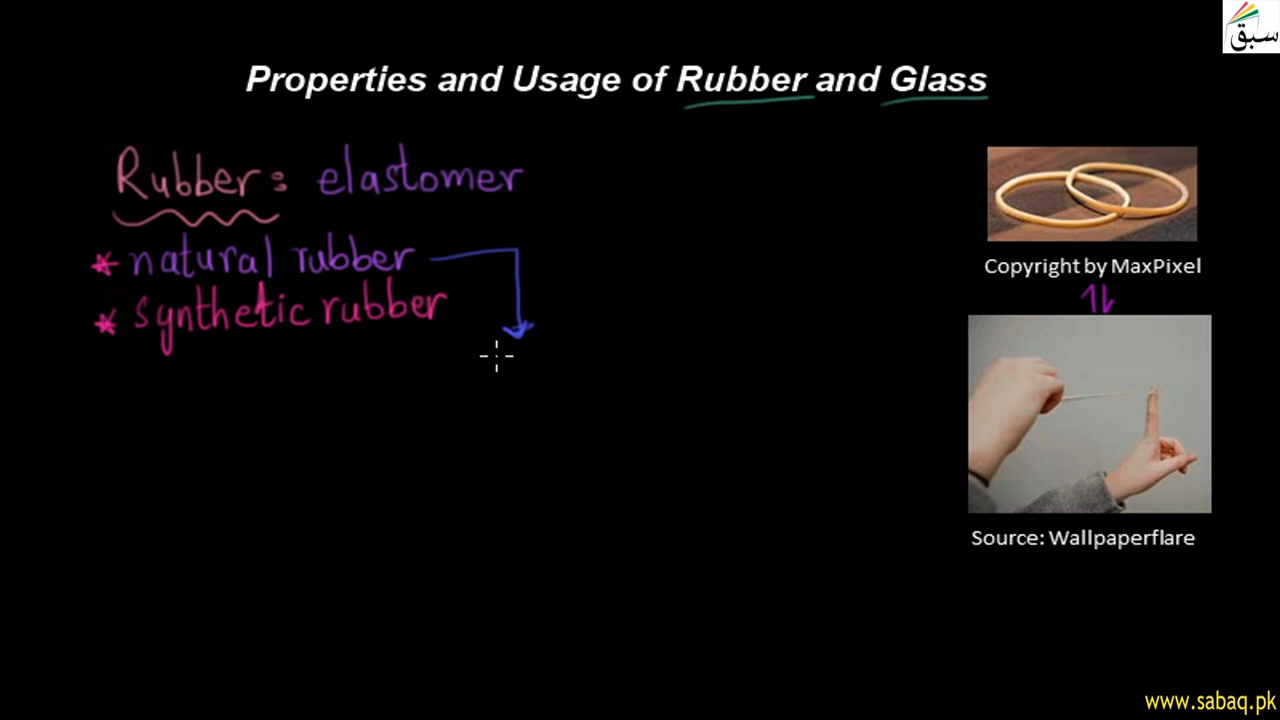 سبق
Properties and Usage of Rubber and Glass
Rubber: elastomer
* natural rubber
* synthetic rubber
Copyright by MaxPixel
Source: Wallpaperflare
www.sabaq.pk